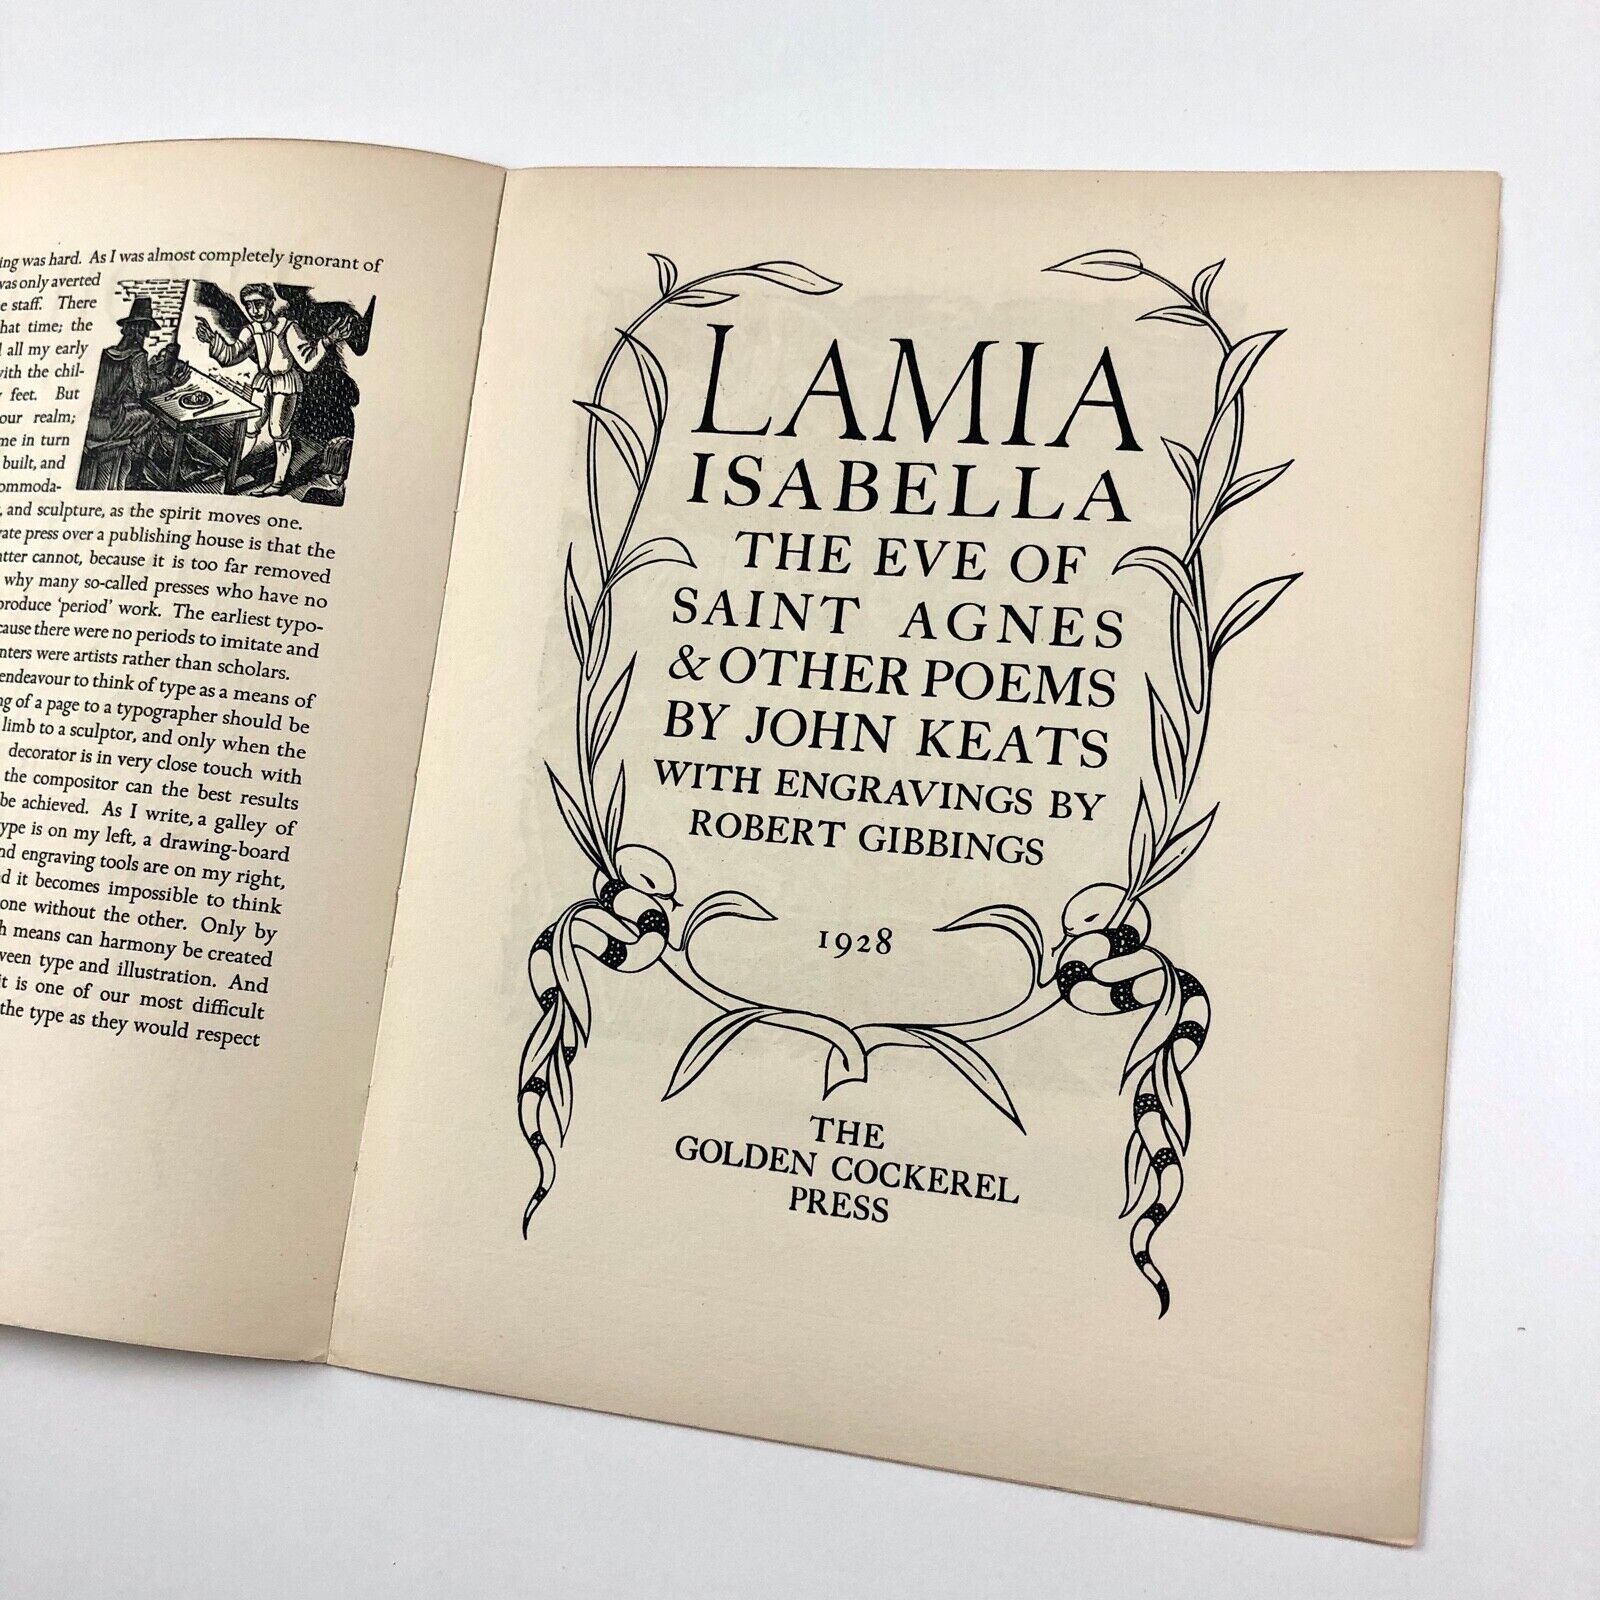 ing was hard. As I was almost completely ignorant of
was only averted
e staff. There
hat time; the
all my early
with the chil-
feet. But
our realm;
me in turn
built, and
ommoda-
, and sculpture, as the spirit moves one.
ate press over a publishing house is that the
atter cannot, because it is too far removed
why many so-called presses who have no
produce 'period' work. The earliest typo-
cause there were no periods to imitate and
nters were artists rather than scholars.
endeavour to think of type as a means of
ng of a page to a typographer should be
limb to a sculptor, and only when the
decorator is in very close touch with
the compositor can the best results
be achieved. As I write, a galley of
type is on my left, a drawing-board
nd engraving tools are on my right,
d it becomes impossible to think
one without the other. Only by
h means can harmony be created
ween type and illustration. And
it is one of our most difficult
the type as they would respect
LAMIA
ISABELLA
THE EVE OF
SAINT AGNES
& OTHER POEMS
BY JOHN KEATS
WITH ENGRAVINGS BY
ROBERT GIBBINGS
1928
THE
GOLDEN COCKEREL
PRESS